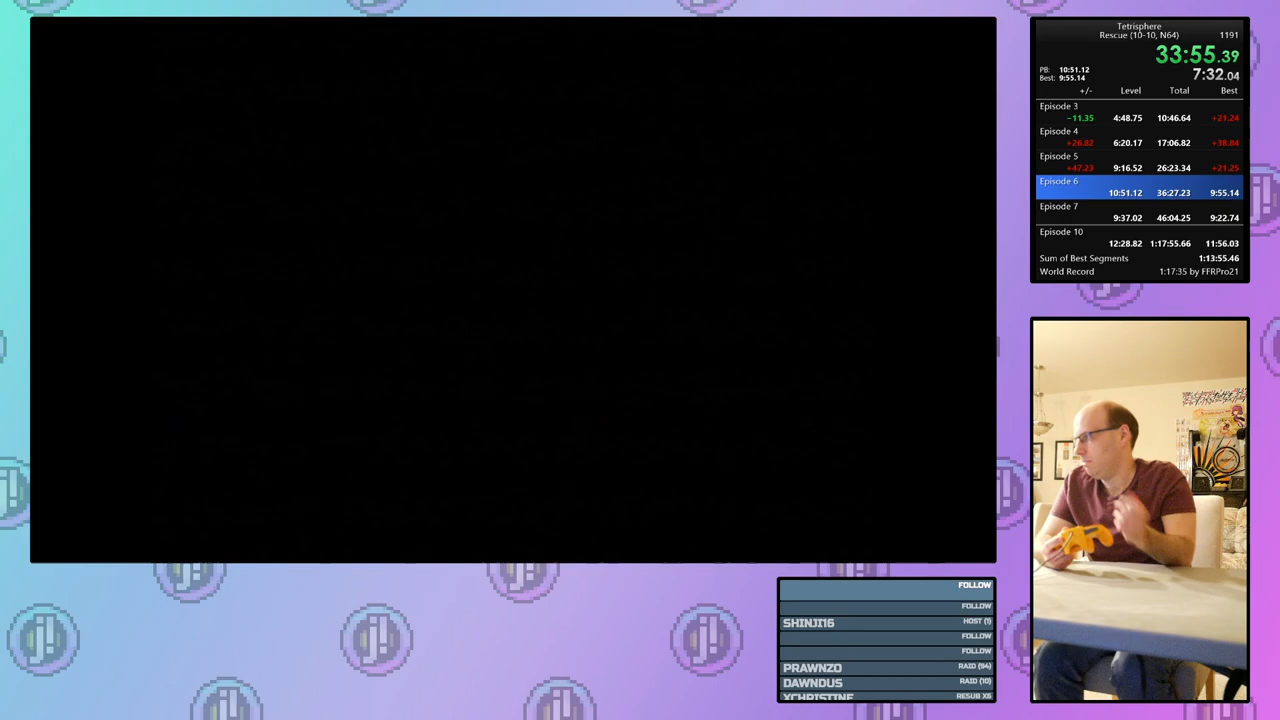 Tetrisphere
Rescue (10-10, N64) 1191
33:55.39
PB: 10:51.12
Best: 9:55.14
7:32.04
+/- Level Total Best
Episode 3
−11.35 4:48.75 10:46.64 +21.24
Episode 4
+26.82 6:20.17 17:06.82 +38.84
Episode 5
+47.23 9:16.52 26:23.34 +21.25
Episode 6
10:51.12 36:27.23 9:55.14
Episode 7
9:37.02 46:04.25 9:22.74
Episode 10
12:28.82 1:17:55.66 11:56.03
Sum of Best Segments 1:13:55.46
World Record 1:17:35 by FFRPro21
FOLLOW
FOLLOW
SHINJI16 HOST (1)
FOLLOW
FOLLOW
PRAWNZO RAID (94)
DAWNDUS RAID (10)
XCHRISTINE RESUB X6